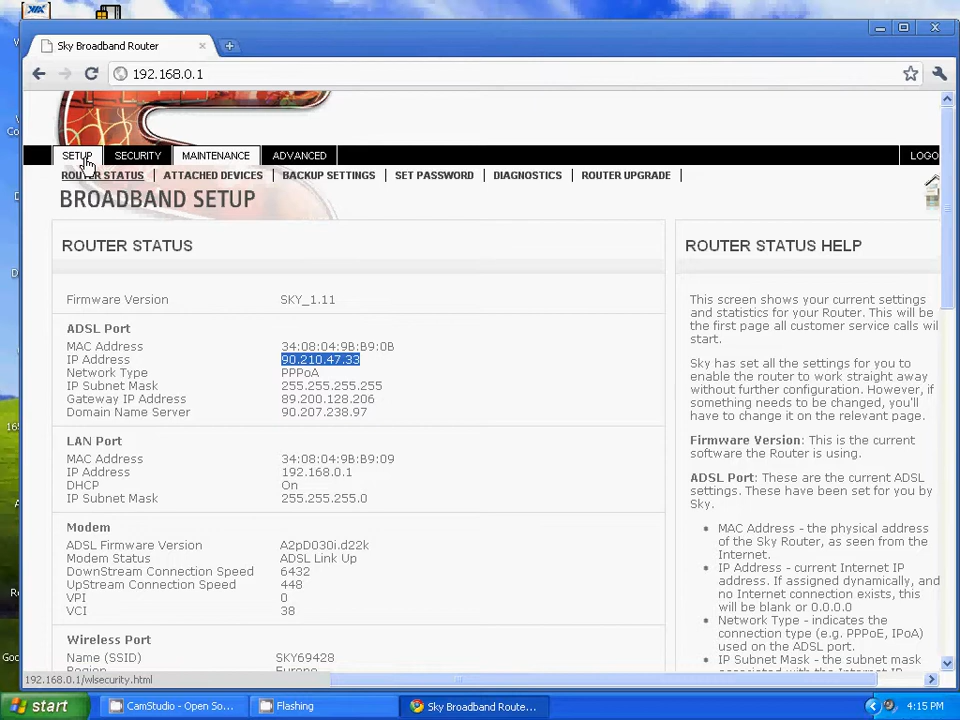 Sky Broadband Router
192.168.0.1
SETUP SECURITY MAINTENANCE ADVANCED LOGO
ROUTER STATUS ATTACHED DEVICES BACKUP SETTINGS SET PASSWORD DIAGNOSTICS ROUTER UPGRADE
BROADBAND SETUP
ROUTER STATUS
Firmware Version SKY_1.11
ADSL Port
MAC Address 34:08:04:9B:B9:0B
IP Address 90.210.47.33
Network Type PPPoA
IP Subnet Mask 255.255.255.255
Gateway IP Address 89.200.128.206
Domain Name Server 90.207.238.97
LAN Port
MAC Address 34:08:04:9B:B9:09
IP Address 192.168.0.1
DHCP On
IP Subnet Mask 255.255.255.0
Modem
ADSL Firmware Version A2pD030i.d22k
Modem Status ADSL Link Up
DownStream Connection Speed 6432
UpStream Connection Speed 448
VPI 0
VCI 38
Wireless Port
Name (SSID) SKY69428
Region Europe
ROUTER STATUS HELP
This screen shows your current settings
and statistics for your Router. This will be
the first page all customer service calls wil
start.
Sky has set all the settings for you to
enable the router to work straight away
without further configuration. However, if
something needs to be changed, you'll
have to change it on the relevant page.
Firmware Version: This is the current
software the Router is using.
ADSL Port: These are the current ADSL
settings. These have been set for you by
Sky.
MAC Address - the physical address
of the Sky Router, as seen from the
Internet.
IP Address - current Internet IP
address. If assigned dynamically, and
no Internet connection exists, this
will be blank or 0.0.0.0
Network Type - indicates the
connection type (e.g. PPPoE, IPoA)
used on the ADSL port.
IP Subnet Mask - the subnet mask
192.168.0.1/wlsecurity.html
start CamStudio - Open So... Flashing Sky Broadband Route... 4:15 PM